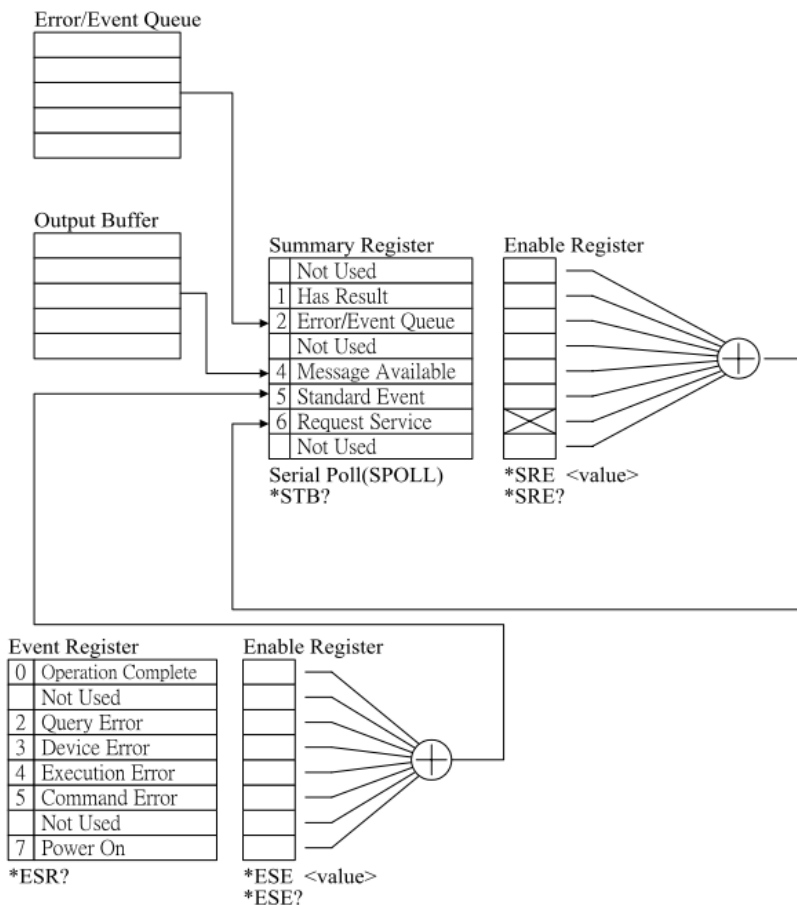 Error/Event Queue
Output Buffer
Summary Register
Not Used
1 Has Result
2 Error/Event Queue
Not Used
4 Message Available
5 Standard Event
6 Request Service
Not Used
Serial Poll(SPOLL)
*STB?
Enable Register
*SRE <value>
*SRE?
Event Register
0 Operation Complete
Not Used
2 Query Error
3 Device Error
4 Execution Error
5 Command Error
Not Used
7 Power On
*ESR?
Enable Register
*ESE <value>
*ESE?